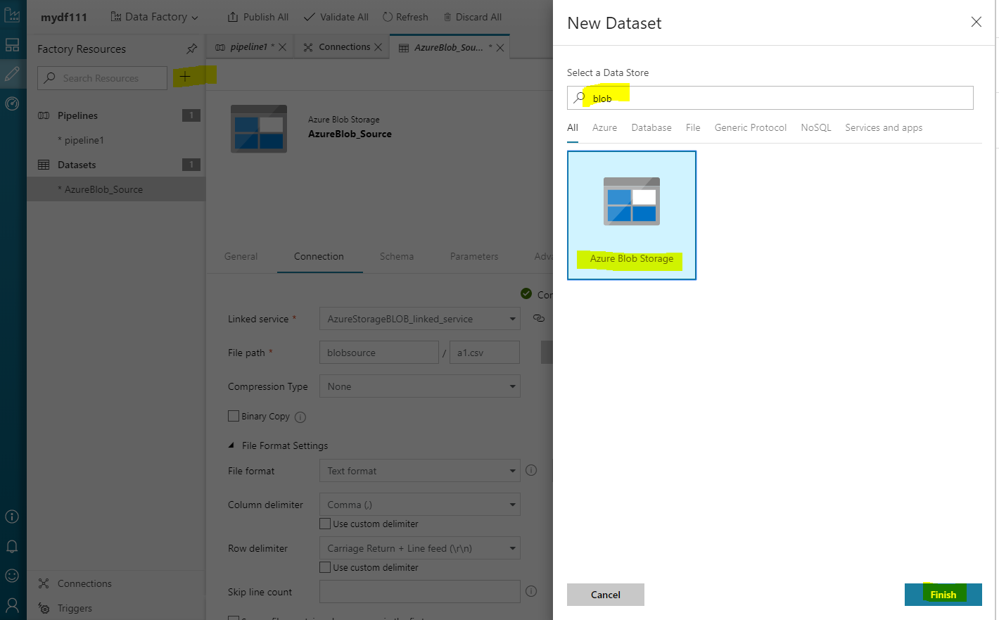 mydf111
Data Factory
Publish All
Validate All
Refresh
Discard All
Factory Resources
Search Resources
Pipelines 1
* pipeline1
Datasets 1
* AzureBlob_Source
Connections
Triggers
pipeline1 *
Connections
AzureBlob_Sou... *
Azure Blob Storage
AzureBlob_Source
General
Connection
Schema
Parameters
Linked service *
AzureStorageBLOB_linked_service
File path *
blobsource / a1.csv
Compression Type
None
Binary Copy
File Format Settings
File format
Text format
Column delimiter
Comma (,)
Use custom delimiter
Row delimiter
Carriage Return + Line feed (\r\n)
Use custom delimiter
Skip line count
New Dataset
Select a Data Store
blob
All
Azure
Database
File
Generic Protocol
NoSQL
Services and apps
Azure Blob Storage
Cancel
Finish